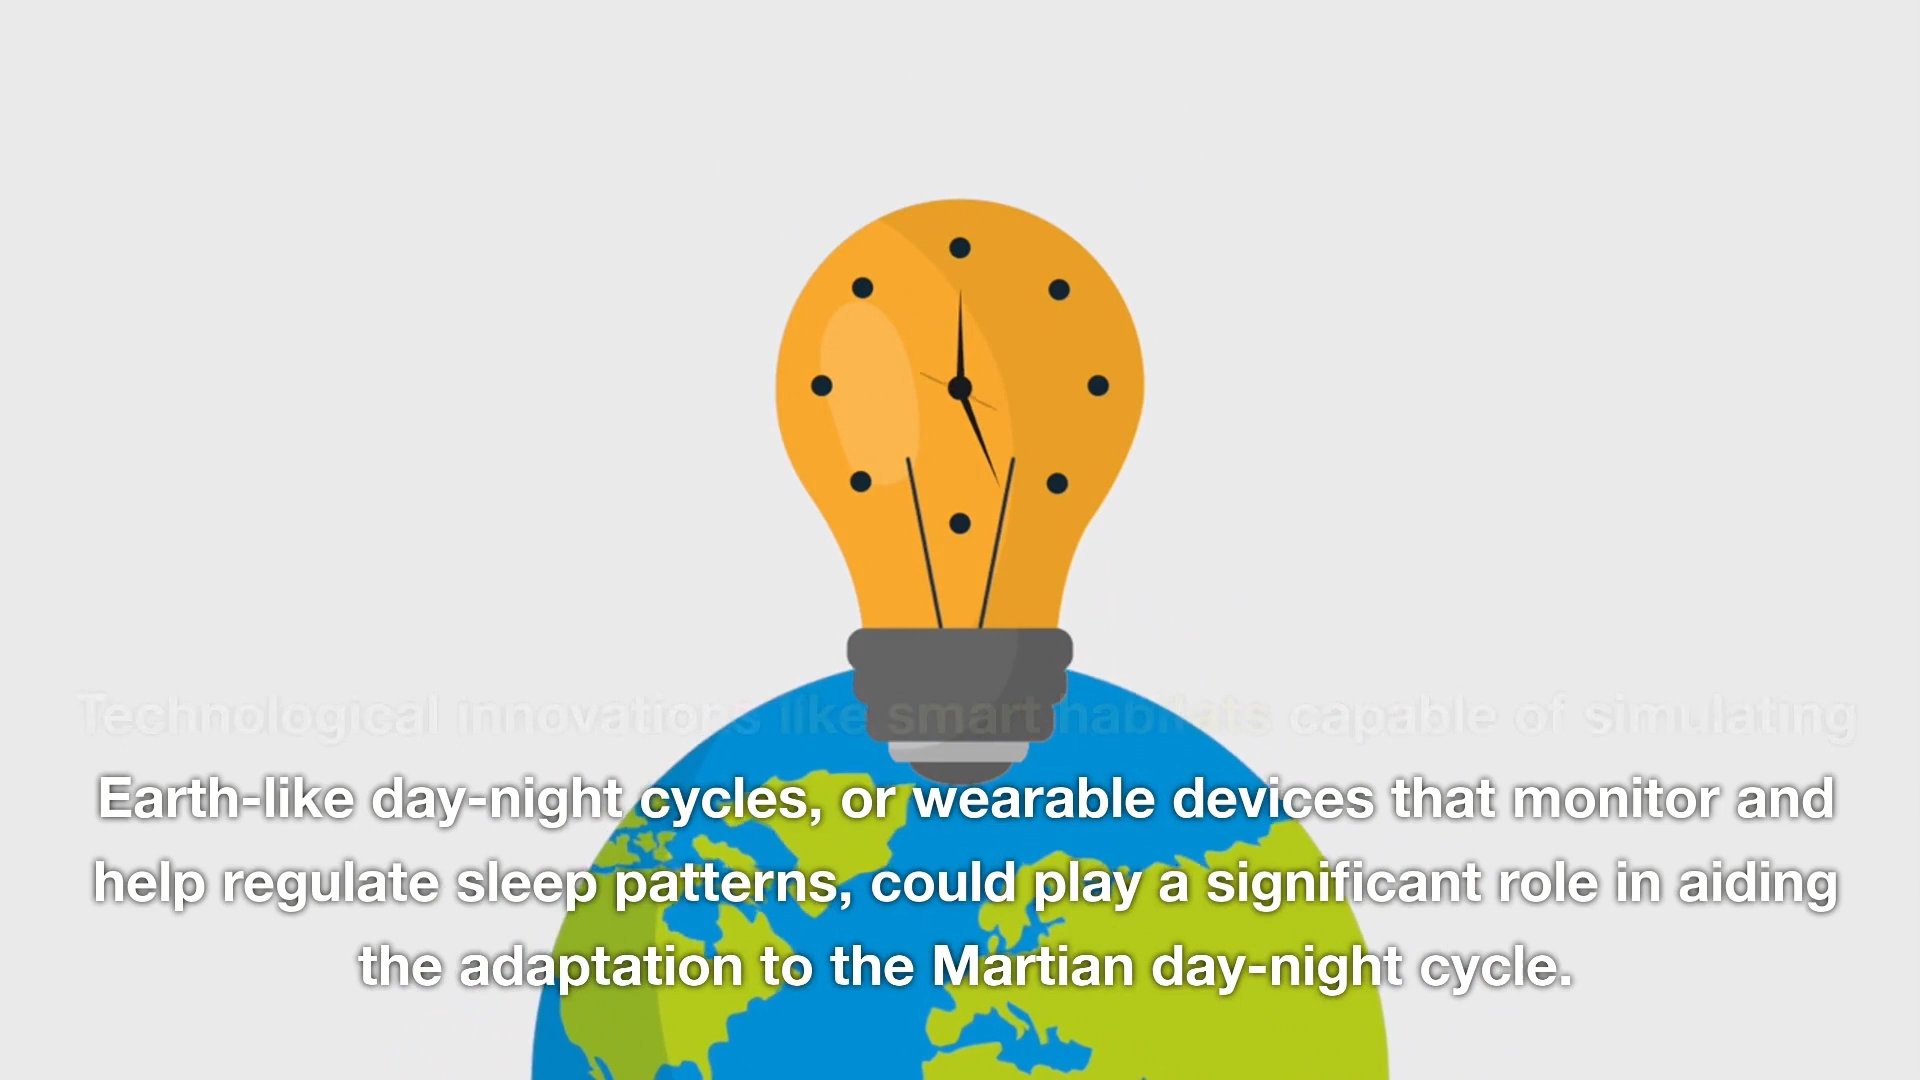 Technological innovations like smart habitats capable of simulating
Earth-like day-night cycles, or wearable devices that monitor and
help regulate sleep patterns, could play a significant role in aiding
the adaptation to the Martian day-night cycle.